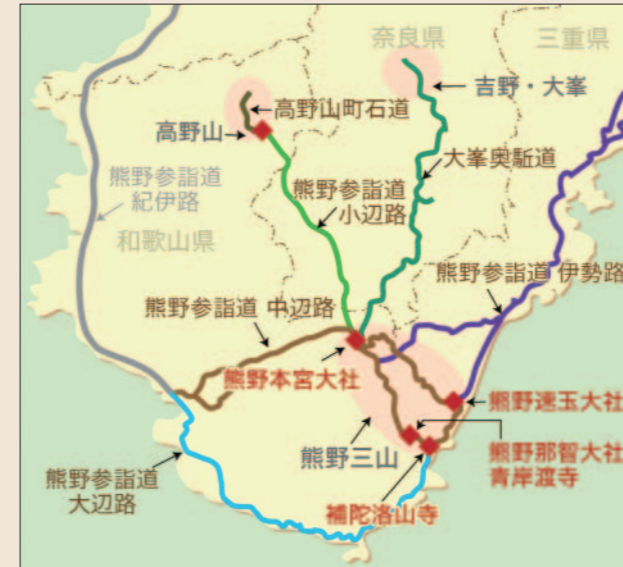 奈良県
三重県
吉野・大峯
高野山町石道
高野山
大峯奥駈道
熊野参詣道
紀伊路
熊野参詣道
小辺路
和歌山県
熊野参詣道 伊勢路
熊野参詣道 中辺路
熊野本宮大社
熊野速玉大社
熊野三山
熊野那智大社
青岸渡寺
熊野参詣道
大辺路
補陀洛山寺